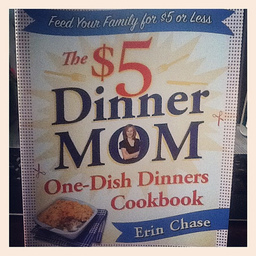 Feed Your Family for $5 or Less
The $5
Dinner
MOM
One-Dish Dinners
Cookbook
Erin Chase